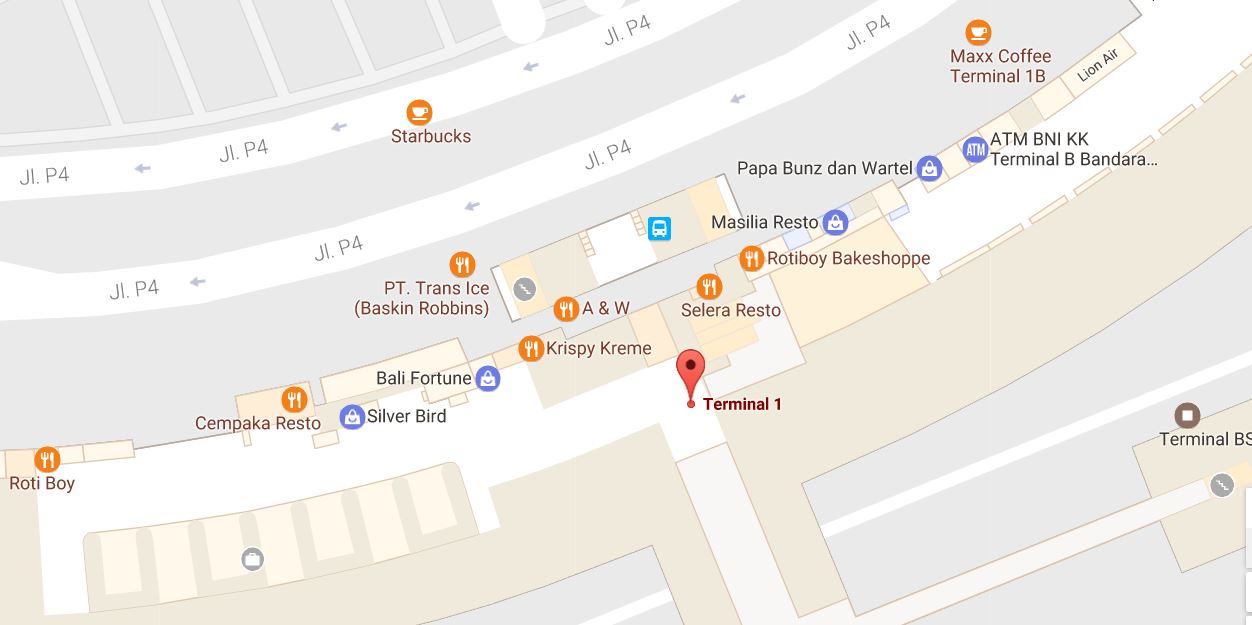 Jl. P4
Jl. P4
Maxx Coffee
Terminal 1B
Lion Air
Starbucks
Jl. P4
Jl. P4
Jl. P4
ATM
ATM BNI KK
Terminal B Bandara...
Papa Bunz dan Wartel
Masilia Resto
Jl. P4
Rotiboy Bakeshoppe
Jl. P4
PT. Trans Ice
(Baskin Robbins)
A & W
Selera Resto
Krispy Kreme
Bali Fortune
Terminal 1
Silver Bird
Cempaka Resto
Terminal BS
Roti Boy